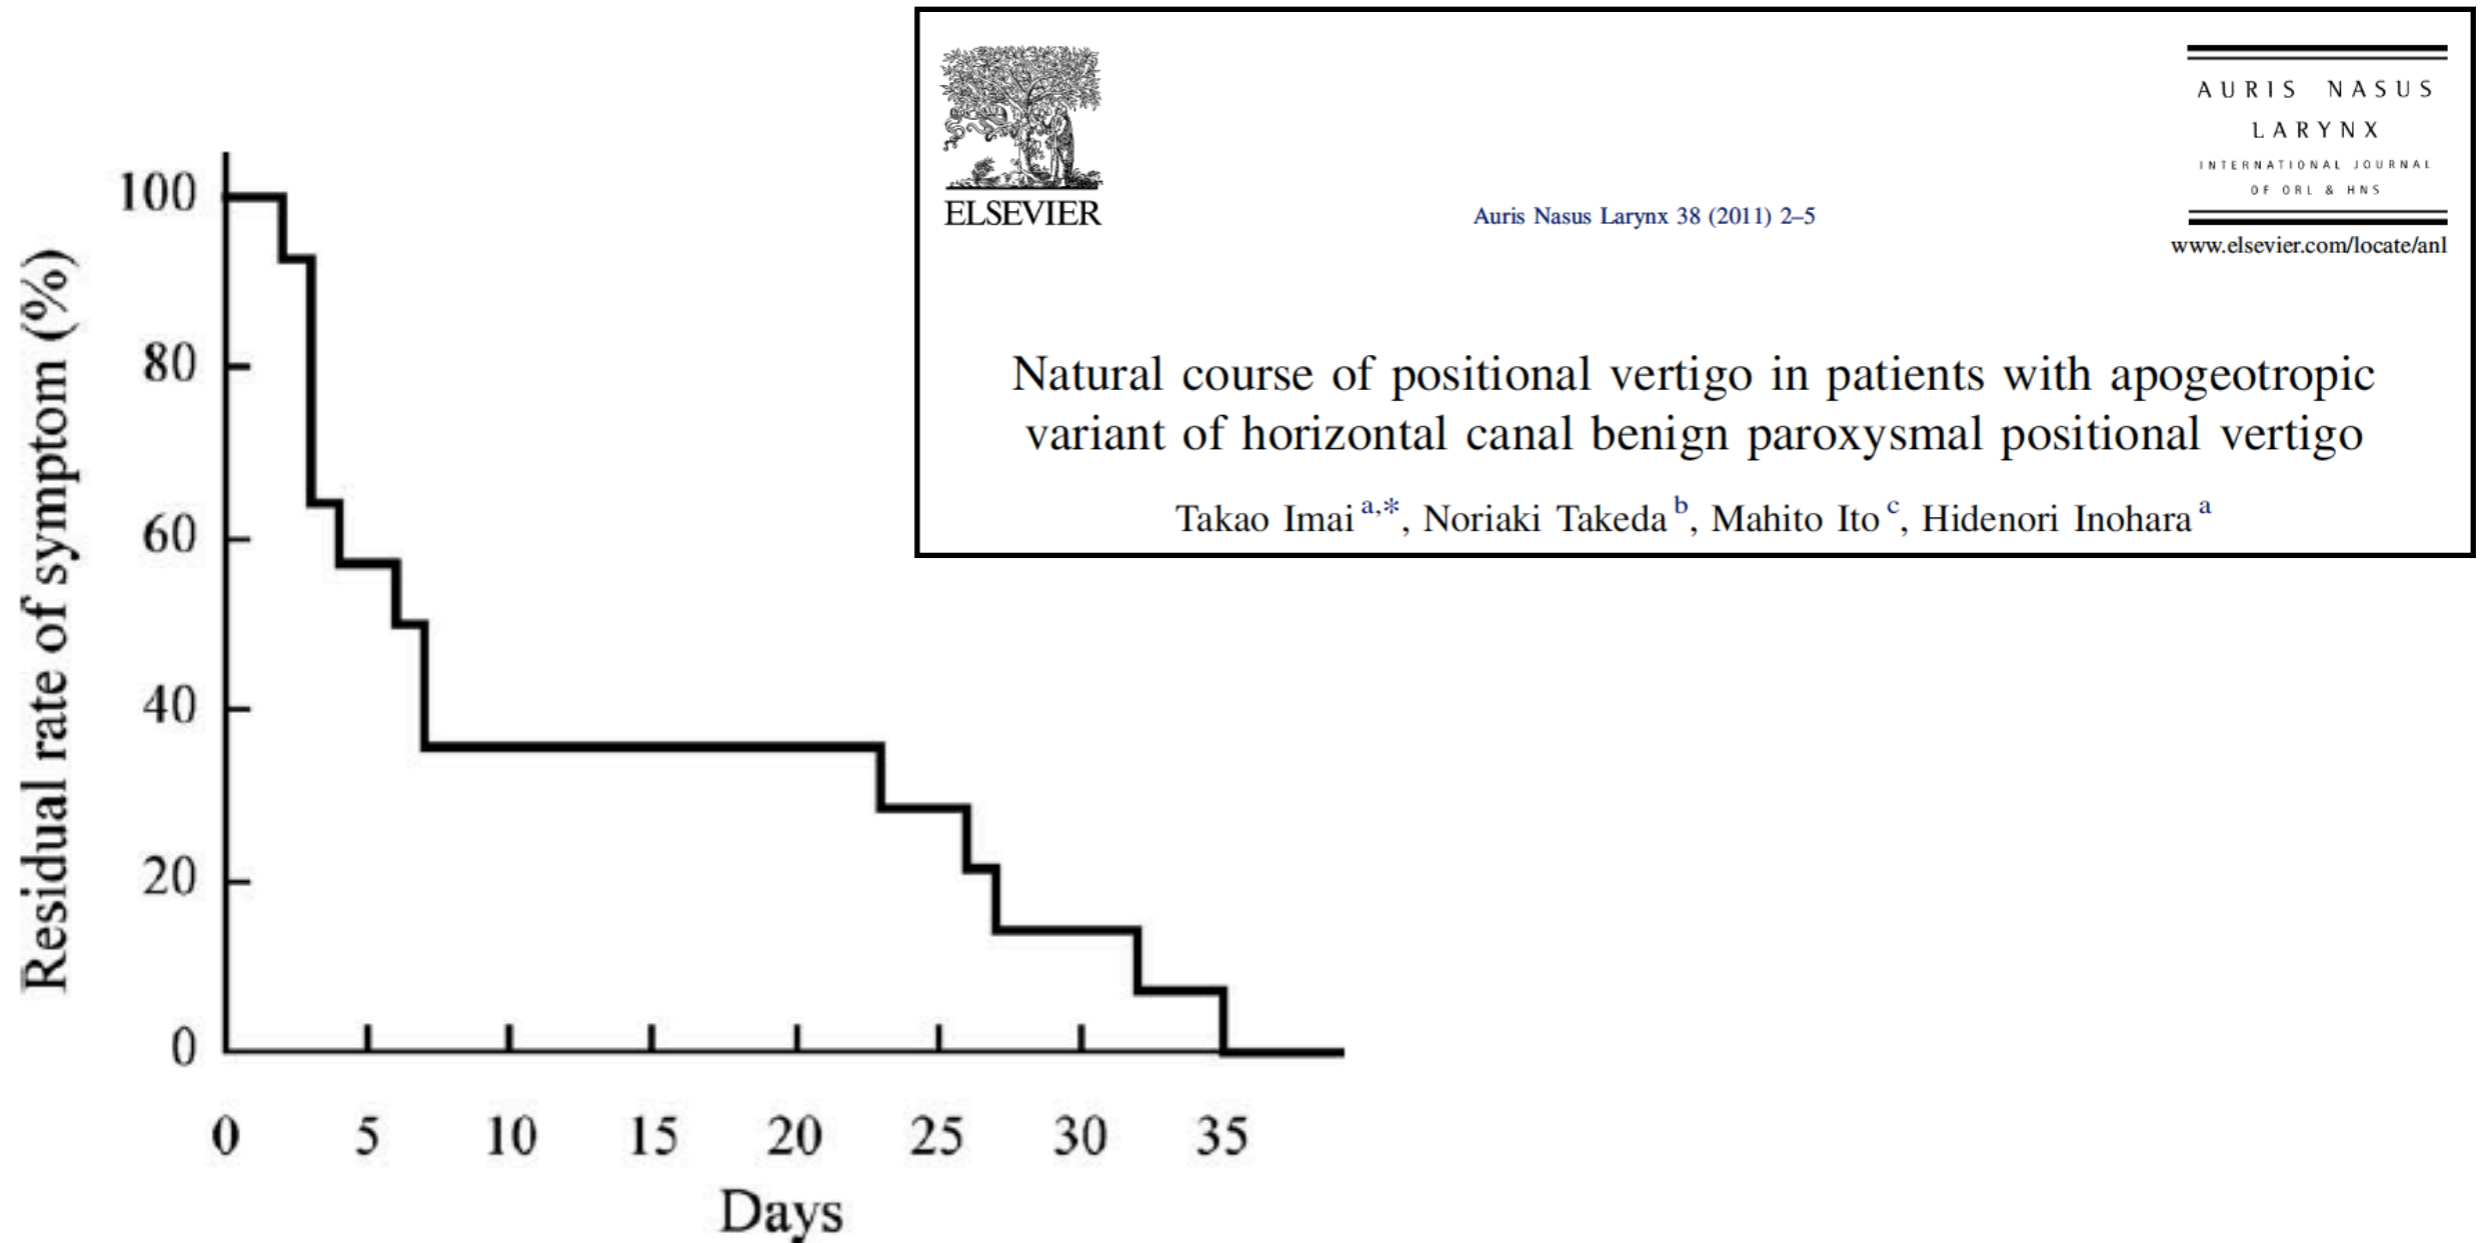 Residual rate of symptom (%)
100
80
60
40
20
0
0 5 10 15 20 25 30 35
Days
ELSEVIER
Auris Nasus Larynx 38 (2011) 2–5
AURIS NASUS
LARYNX
INTERNATIONAL JOURNAL
OF ORL & HNS
www.elsevier.com/locate/anl
Natural course of positional vertigo in patients with apogeotropic
variant of horizontal canal benign paroxysmal positional vertigo
Takao Imai a,*, Noriaki Takeda b, Mahito Ito c, Hidenori Inohara a